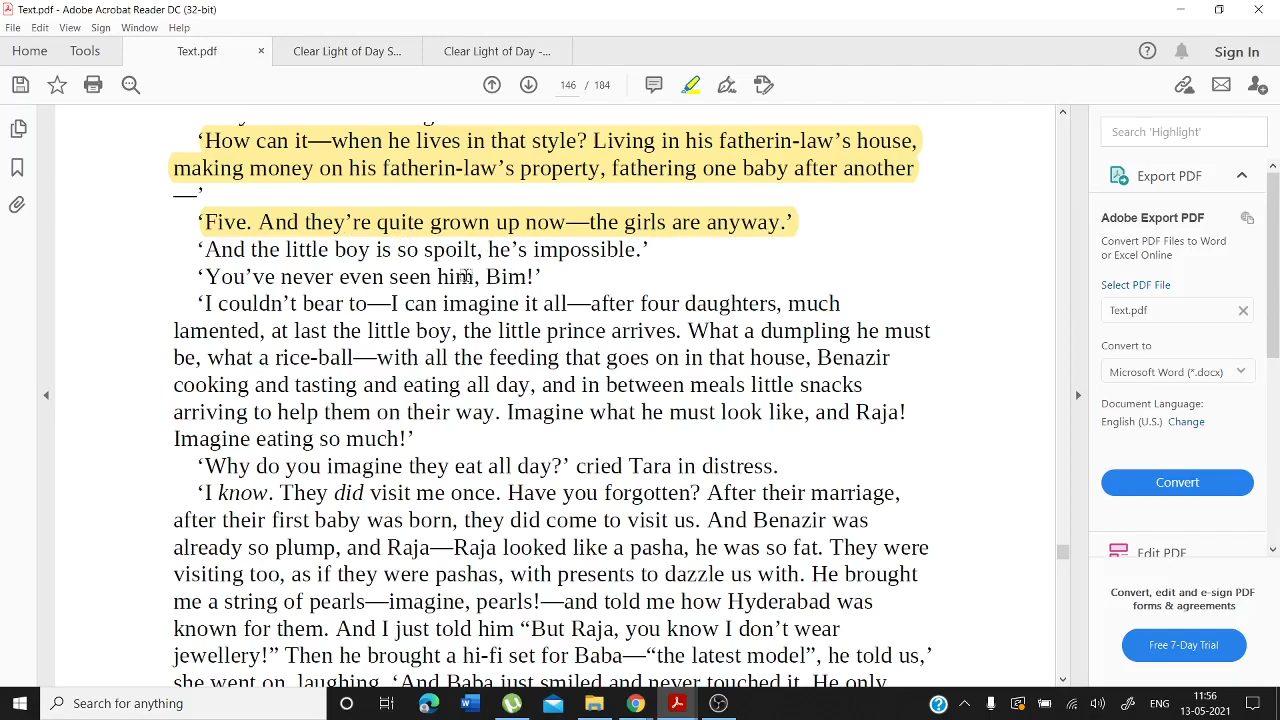 Text.pdf - Adobe Acrobat Reader DC (32-bit)
File Edit View Sign Window Help
Home Tools Text.pdf × Clear Light of Day S... Clear Light of Day -... Sign In
146 / 184
‘How can it—when he lives in that style? Living in his fatherin-law’s house,
making money on his fatherin-law’s property, fathering one baby after another
—’
‘Five. And they’re quite grown up now—the girls are anyway.’
‘And the little boy is so spoilt, he’s impossible.’
‘You’ve never even seen him, Bim!’
‘I couldn’t bear to—I can imagine it all—after four daughters, much
lamented, at last the little boy, the little prince arrives. What a dumpling he must
be, what a rice-ball—with all the feeding that goes on in that house, Benazir
cooking and tasting and eating all day, and in between meals little snacks
arriving to help them on their way. Imagine what he must look like, and Raja!
Imagine eating so much!’
‘Why do you imagine they eat all day?’ cried Tara in distress.
‘I know. They did visit me once. Have you forgotten? After their marriage,
after their first baby was born, they did come to visit us. And Benazir was
already so plump, and Raja—Raja looked like a pasha, he was so fat. They were
visiting too, as if they were pashas, with presents to dazzle us with. He brought
me a string of pearls—imagine, pearls!—and told me how Hyderabad was
known for them. And I just told him “But Raja, you know I don’t wear
jewellery!” Then he brought a hi-fi set for Baba—“the latest model”, he told us,’
she went on, laughing. ‘And Baba just smiled and never touched it. He only
Search 'Highlight'
Export PDF
Adobe Export PDF
Convert PDF Files to Word
or Excel Online
Select PDF File
Text.pdf
Convert to
Microsoft Word (*.docx)
Document Language:
English (U.S.) Change
Convert
Edit PDF
Convert, edit and e-sign PDF
forms & agreements
Free 7-Day Trial
Search for anything
ENG
11:56
13-05-2021